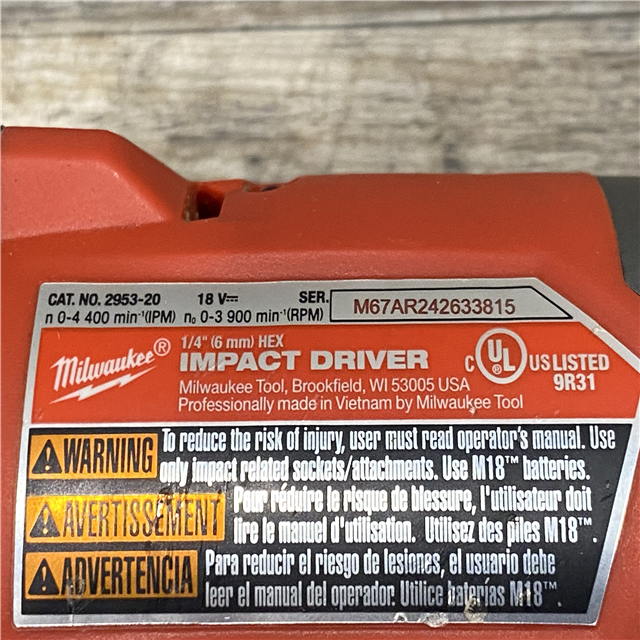 CAT. NO. 2953-20 18 V⎓ SER. M67AR242633815
n 0-4 400 min⁻¹(IPM) n₀ 0-3 900 min⁻¹(RPM)
Milwaukee®
1/4" (6 mm) HEX
IMPACT DRIVER
Milwaukee Tool, Brookfield, WI 53005 USA
Professionally made in Vietnam by Milwaukee Tool
C UL US LISTED
9R31
WARNING To reduce the risk of injury, user must read operator's manual. Use
only impact related sockets/attachments. Use M18™ batteries.
AVERTISSEMENT Pour réduire le risque de blessure, l'utilisateur doit
lire le manuel d'utilisation. Utilisez des piles M18™.
ADVERTENCIA Para reducir el riesgo de lesiones, el usuario debe
leer el manual del operador. Utilice baterías M18™